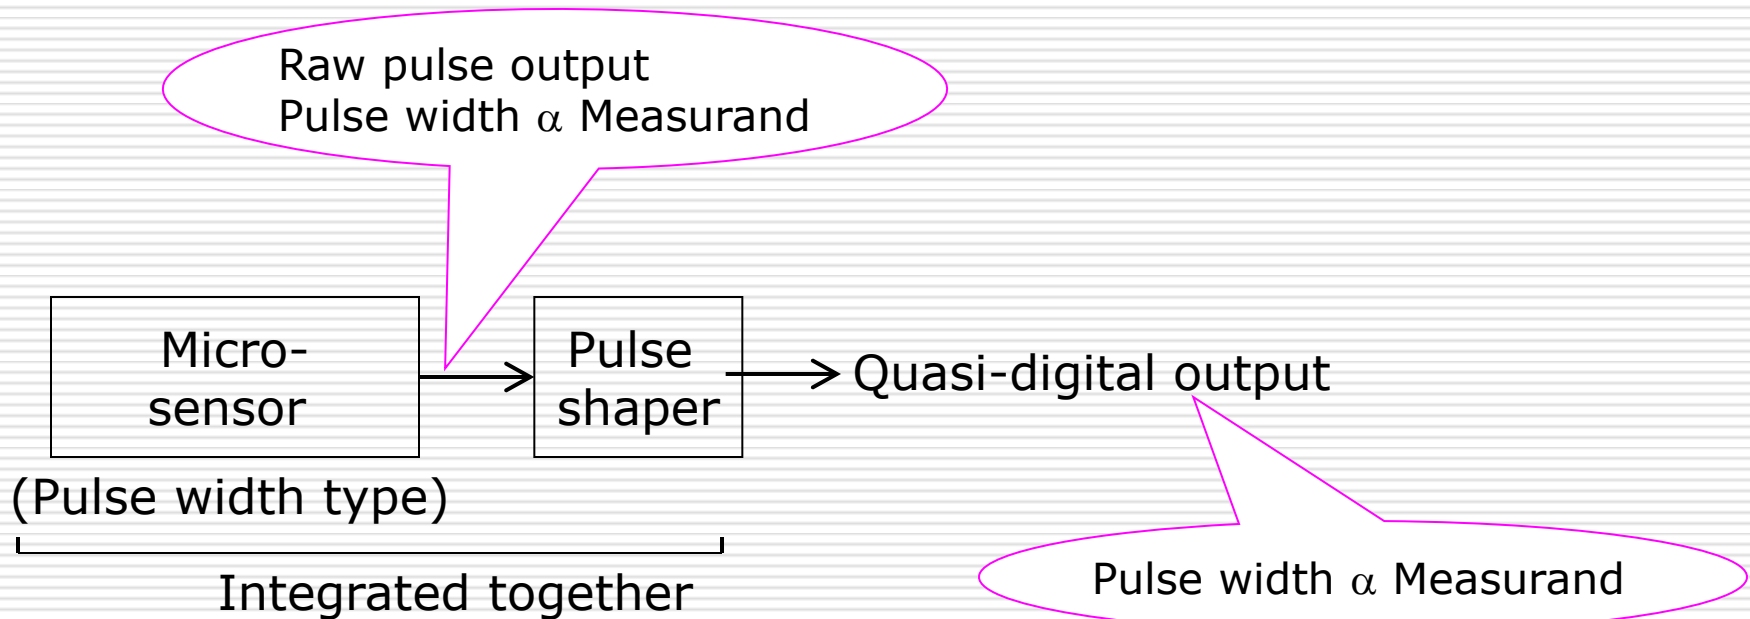 Raw pulse output
Pulse width α Measurand
Micro-
sensor
Pulse
shaper
Quasi-digital output
(Pulse width type)
Integrated together
Pulse width α Measurand